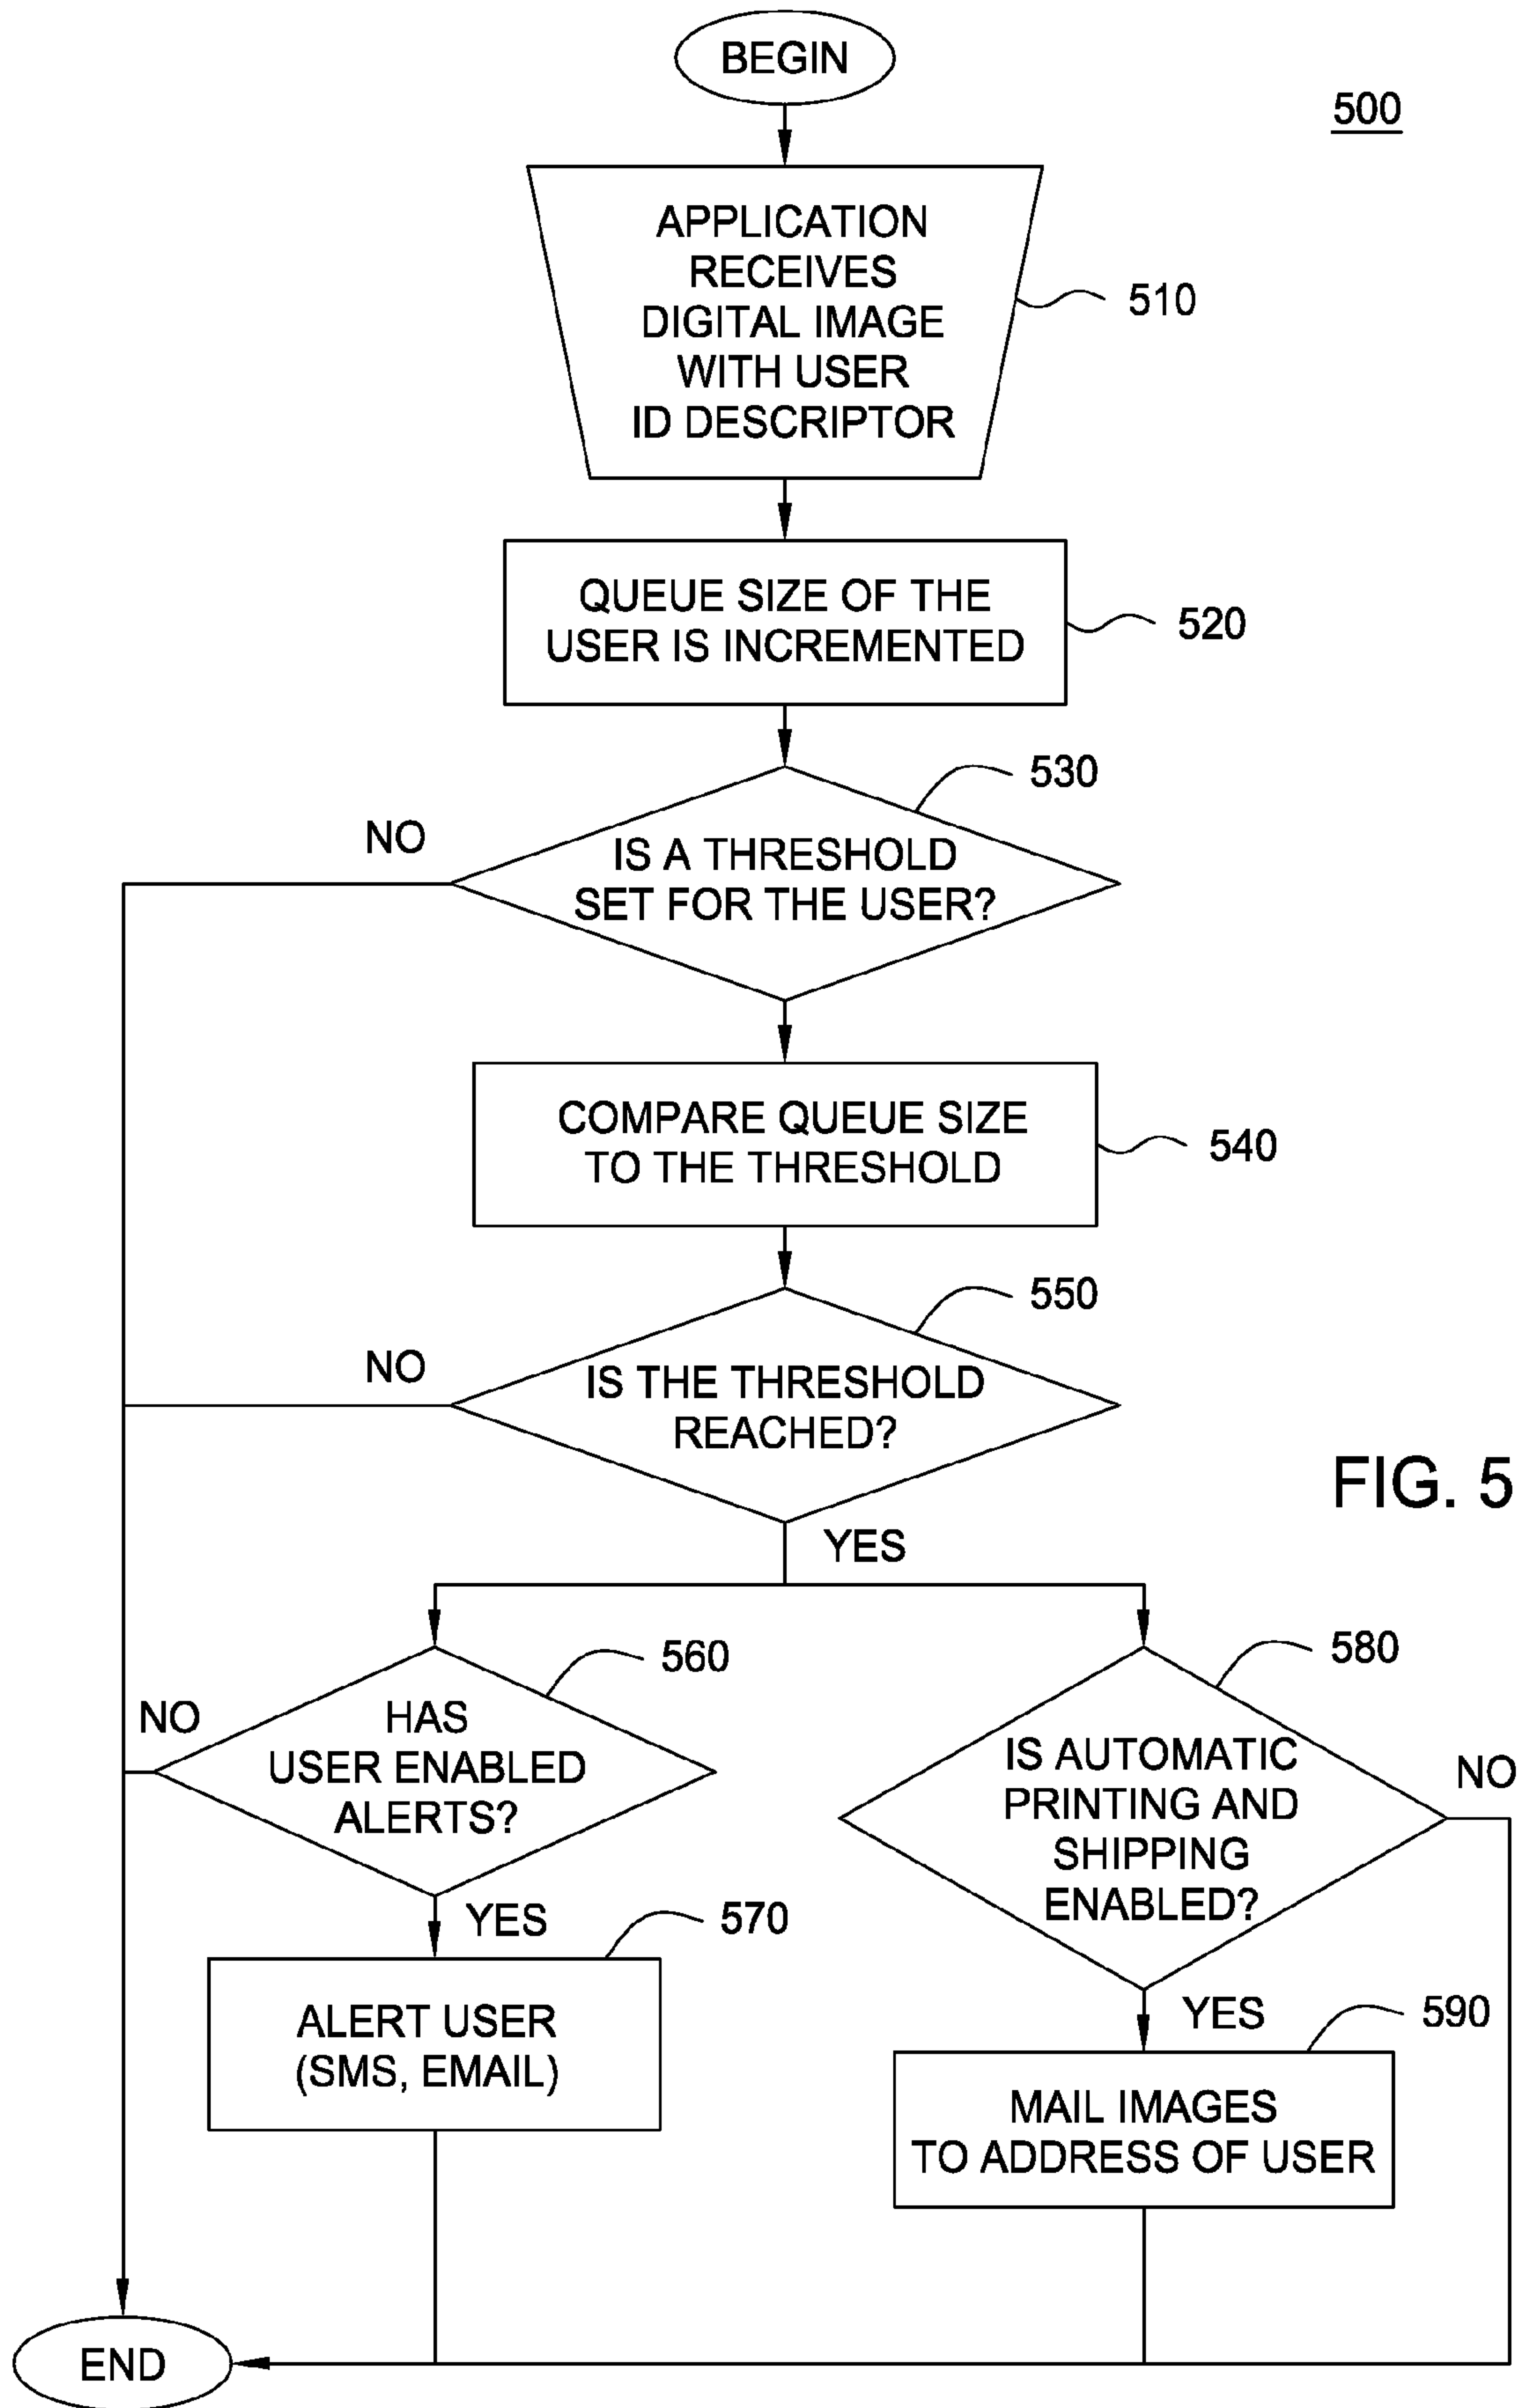 BEGIN
500
APPLICATION
RECEIVES
DIGITAL IMAGE
WITH USER
ID DESCRIPTOR
510
QUEUE SIZE OF THE
USER IS INCREMENTED
520
530
NO
IS A THRESHOLD
SET FOR THE USER?
COMPARE QUEUE SIZE
TO THE THRESHOLD
540
550
NO
IS THE THRESHOLD
REACHED?
FIG. 5
YES
560
580
NO
HAS
USER ENABLED
ALERTS?
IS AUTOMATIC
PRINTING AND
SHIPPING
ENABLED?
NO
YES
570
ALERT USER
(SMS, EMAIL)
YES
590
MAIL IMAGES
TO ADDRESS OF USER
END